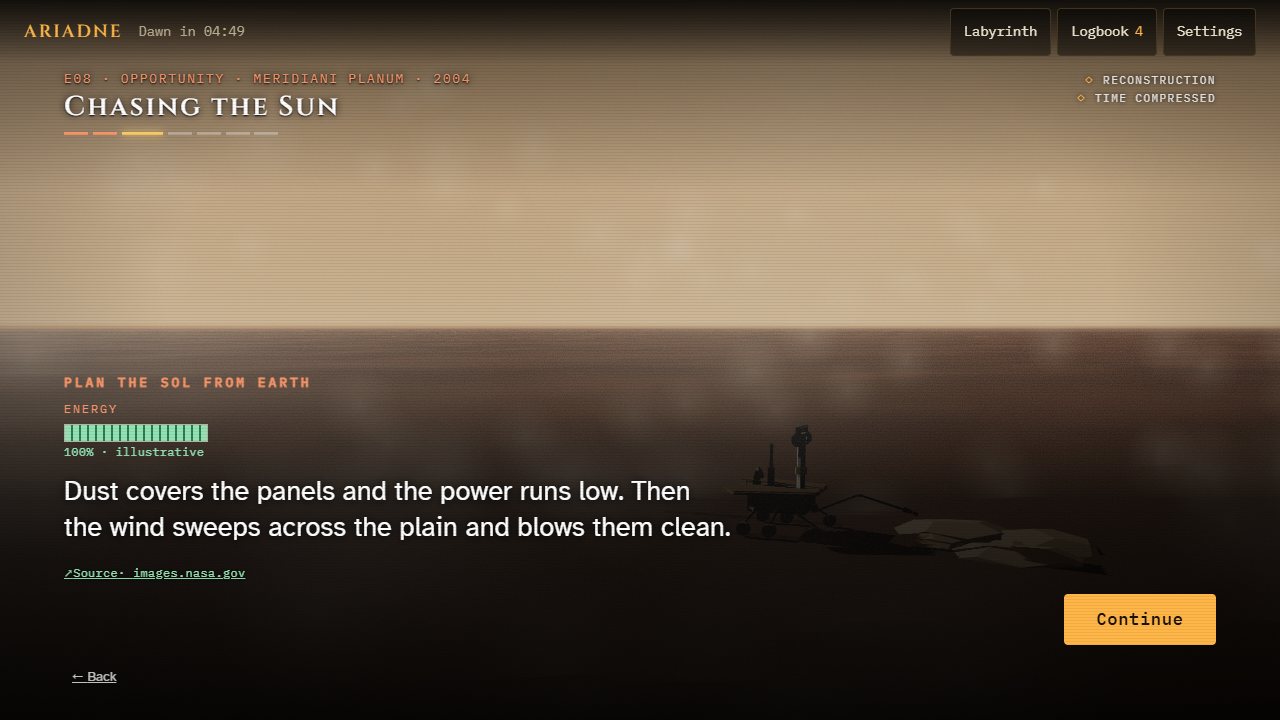 ARIADNE Dawn in 04:49 Labyrinth Logbook 4 Settings
E08 · OPPORTUNITY · MERIDIANI PLANUM · 2004
Chasing the Sun
◇ RECONSTRUCTION
◇ TIME COMPRESSED
PLAN THE SOL FROM EARTH
ENERGY
100% · illustrative
Dust covers the panels and the power runs low. Then
the wind sweeps across the plain and blows them clean.
↗Source· images.nasa.gov
Continue
← Back